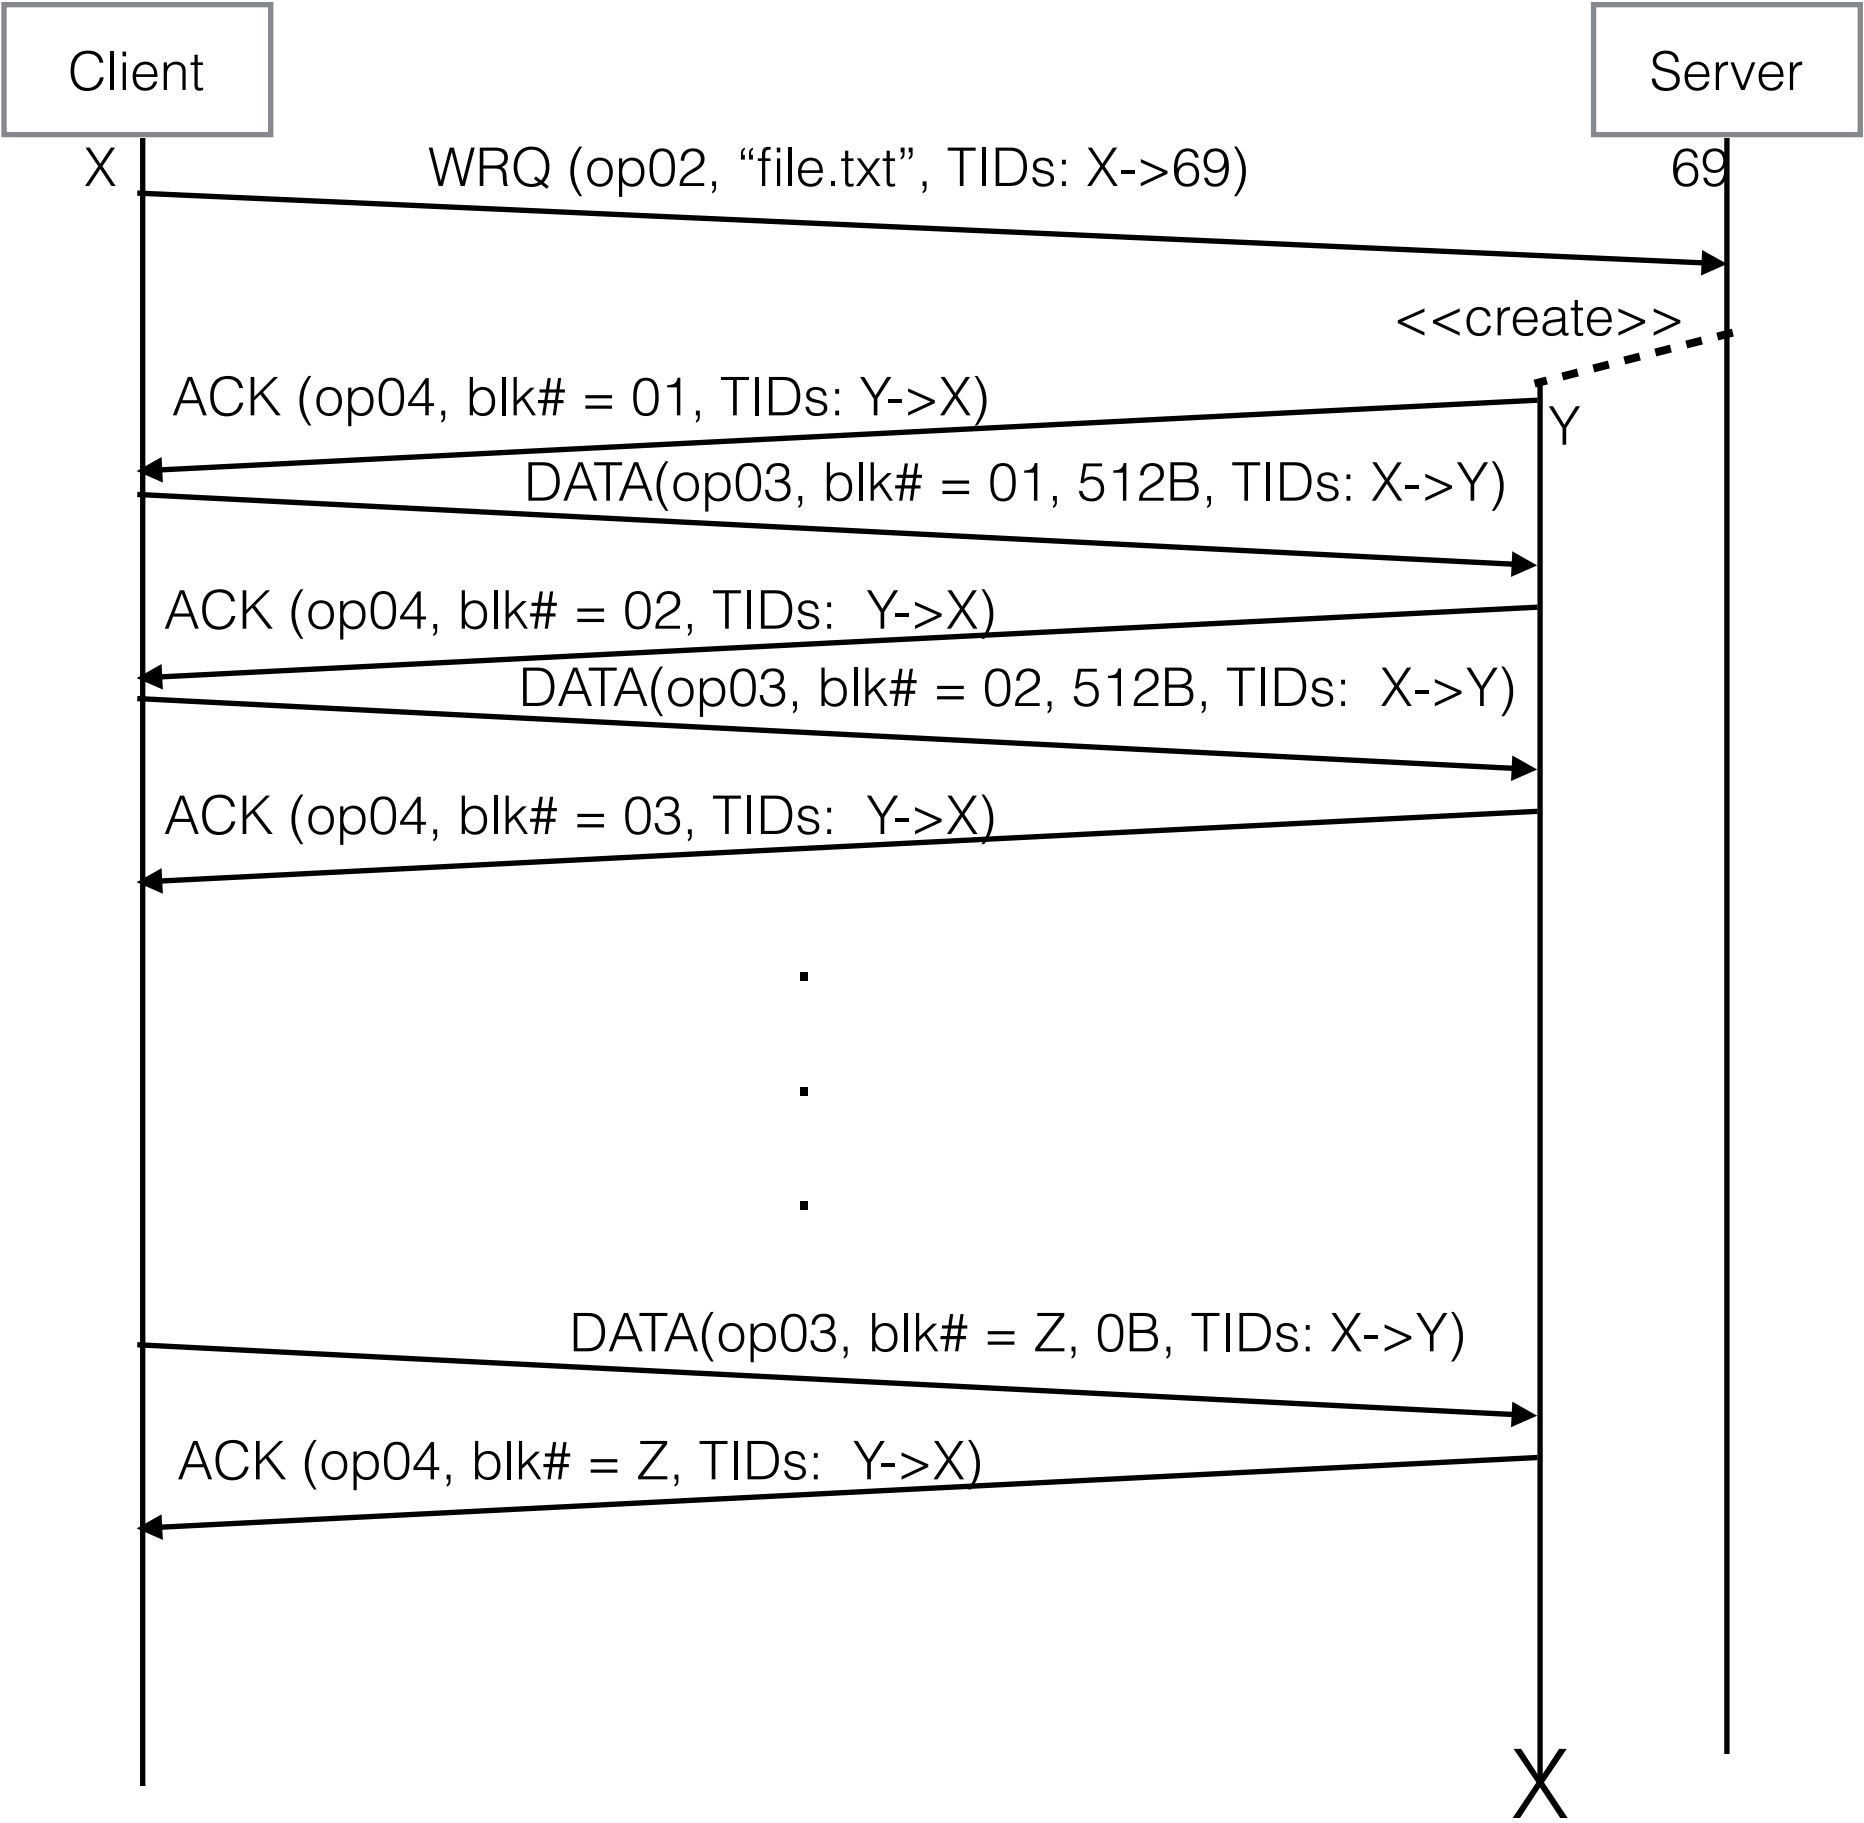 Client
Server
X
WRQ (op02, “file.txt”, TIDs: X->69)
69
<<create>>
ACK (op04, blk# = 01, TIDs: Y->X)
Y
DATA(op03, blk# = 01, 512B, TIDs: X->Y)
ACK (op04, blk# = 02, TIDs:  Y->X)
DATA(op03, blk# = 02, 512B, TIDs:  X->Y)
ACK (op04, blk# = 03, TIDs:  Y->X)
.
.
.
DATA(op03, blk# = Z, 0B, TIDs: X->Y)
ACK (op04, blk# = Z, TIDs:  Y->X)
X